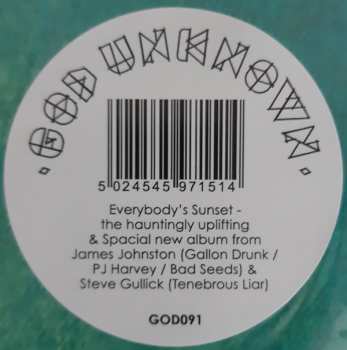 · GOD UNKNOWN ·
5 024545 971514
Everybody's Sunset -
the hauntingly uplifting
& Spacial new album from
James Johnston (Gallon Drunk /
PJ Harvey / Bad Seeds) &
Steve Gullick (Tenebrous Liar)
GOD091